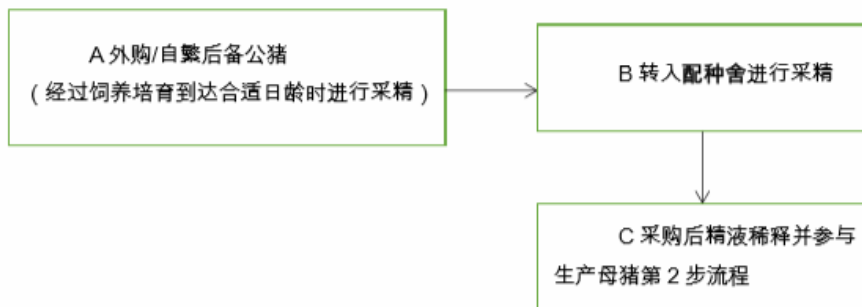 A 外购/自繁后备公猪
（经过饲养培育到达合适日龄时进行采精）
B 转入配种舍进行采精
C 采购后精液稀释并参与
生产母猪第 2 步流程